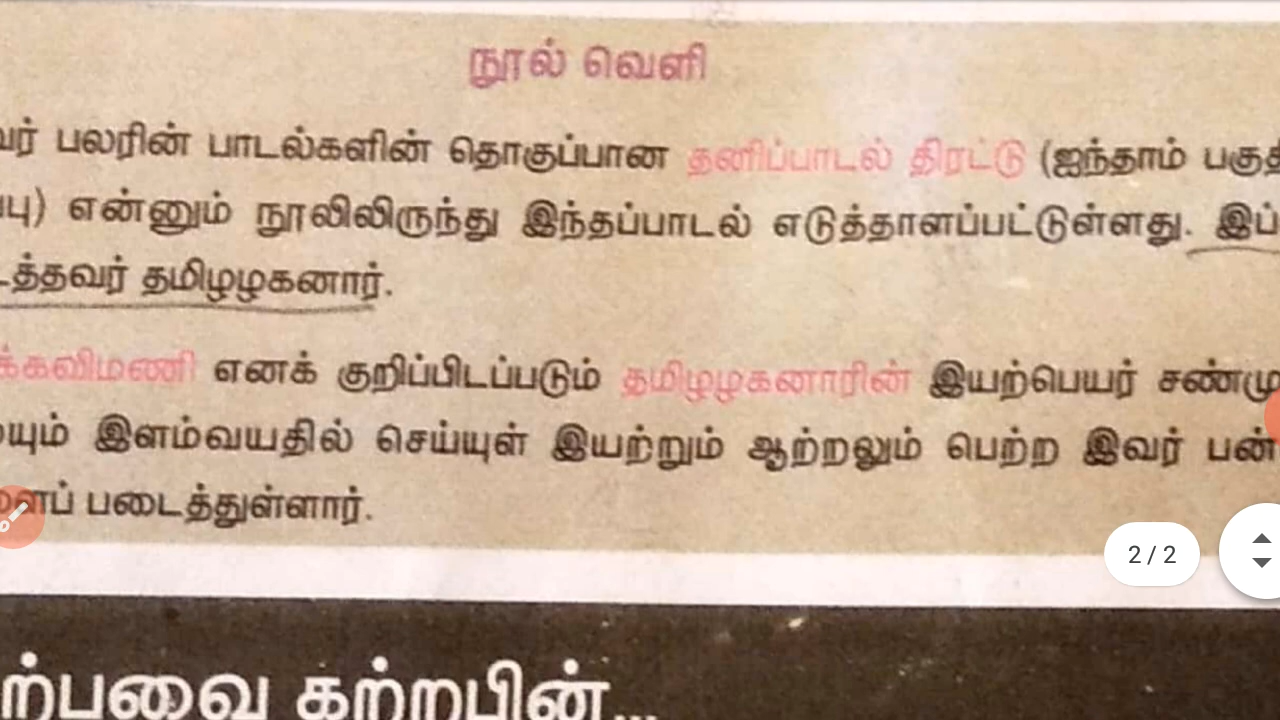 நூல் வெளி
வர் பலரின் பாடல்களின் தொகுப்பான தனிப்பாடல் திரட்டு (ஐந்தாம் பகுதி
பு) என்னும் நூலிலிருந்து இந்தப்பாடல் எடுத்தாளப்பட்டுள்ளது. இப்
டத்தவர் தமிழழகனார்.
க்கவிமணி எனக் குறிப்பிடப்படும் தமிழழகனாரின் இயற்பெயர் சண்மு
யும் இளம்வயதில் செய்யுள் இயற்றும் ஆற்றலும் பெற்ற இவர் பன்
ளைப் படைத்துள்ளார்.
2 / 2
ற்பவை கற்றபின்...